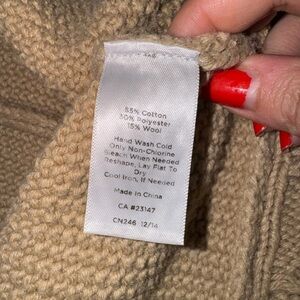 55% Cotton
30% Polyester
15% Wool
Hand Wash Cold
Only Non-Chlorine
Bleach When Needed
Reshape, Lay Flat To
Dry
Cool Iron, If Needed
Made In China
CA #23147
CN246 12/14